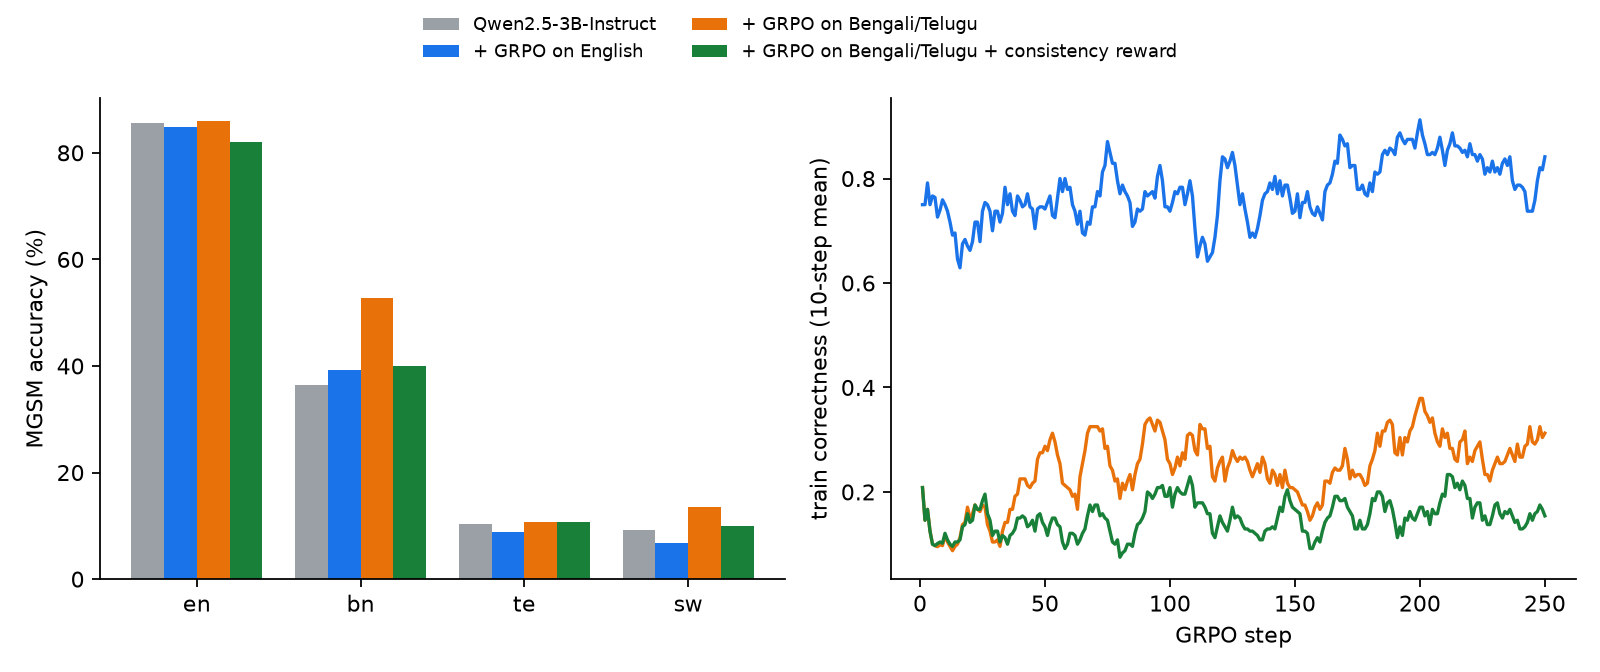 Qwen2.5-3B-Instruct
+ GRPO on English
+ GRPO on Bengali/Telugu
+ GRPO on Bengali/Telugu + consistency reward
MGSM accuracy (%)
80
60
40
20
0
en bn te sw
train correctness (10-step mean)
0.8
0.6
0.4
0.2
0 50 100 150 200 250
GRPO step